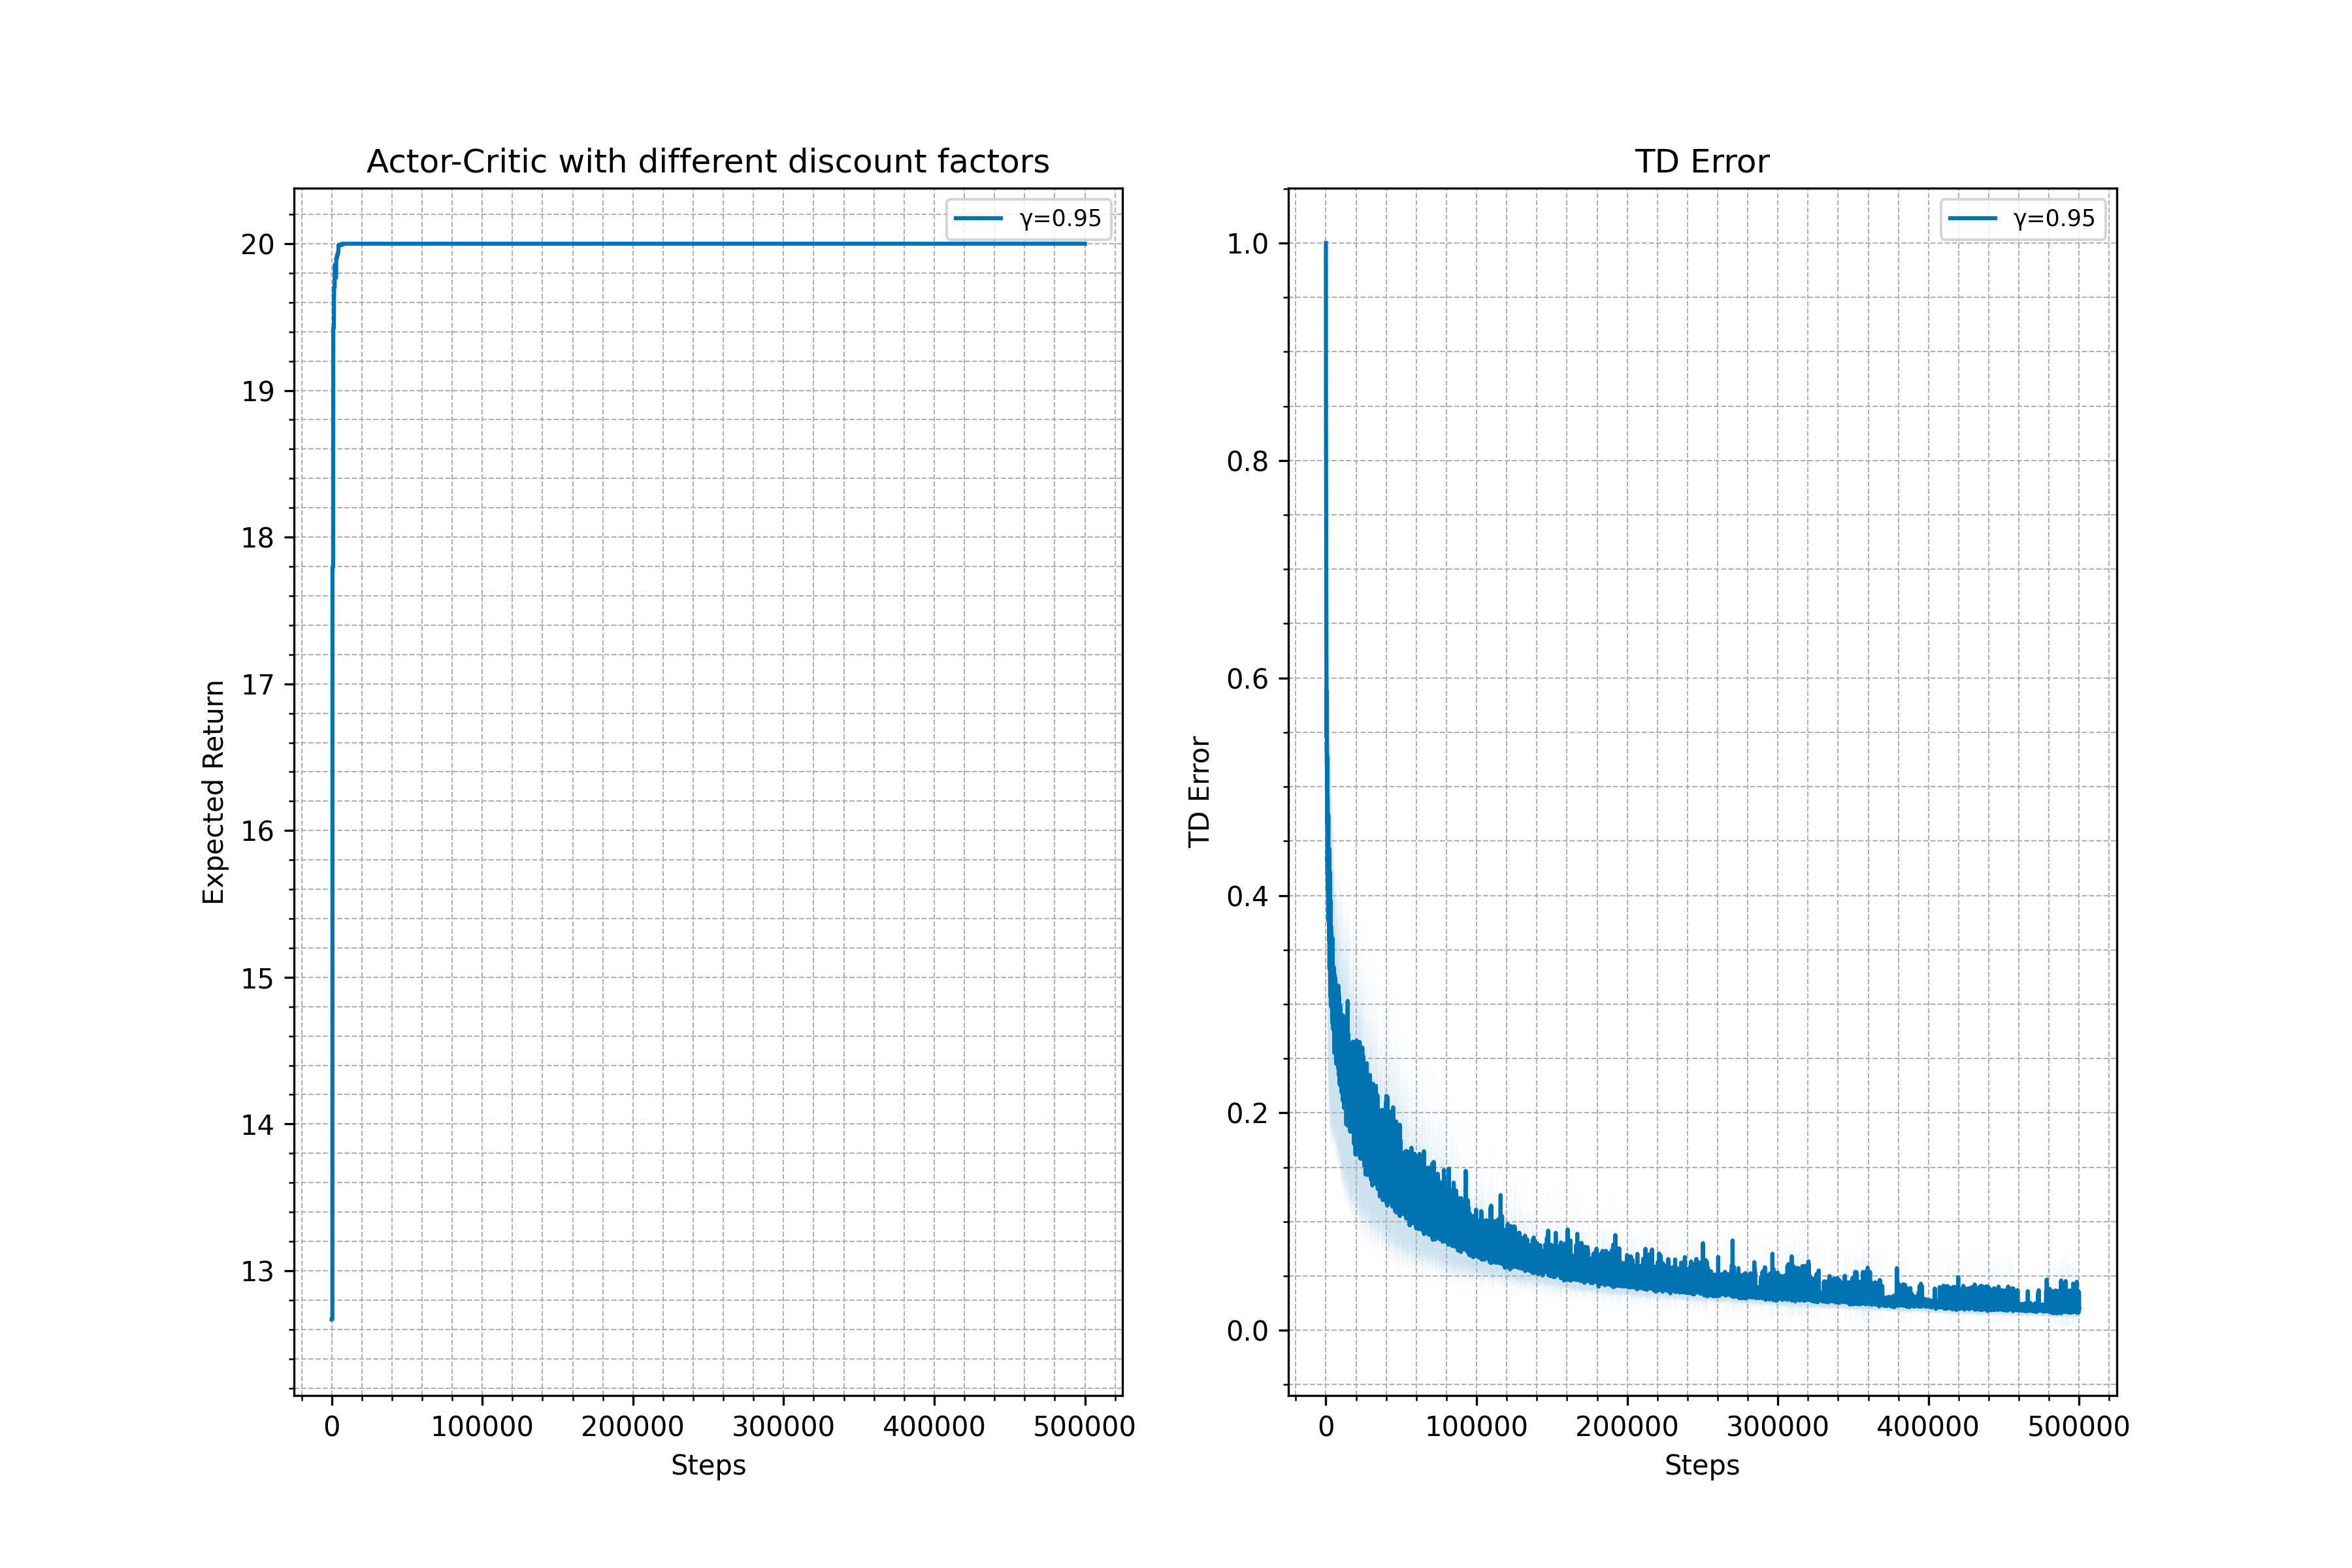 Actor-Critic with different discount factors
γ=0.95
20
19
18
17
16
15
14
13
Expected Return
0 100000 200000 300000 400000 500000
Steps
TD Error
γ=0.95
1.0
0.8
0.6
0.4
0.2
0.0
TD Error
0 100000 200000 300000 400000 500000
Steps